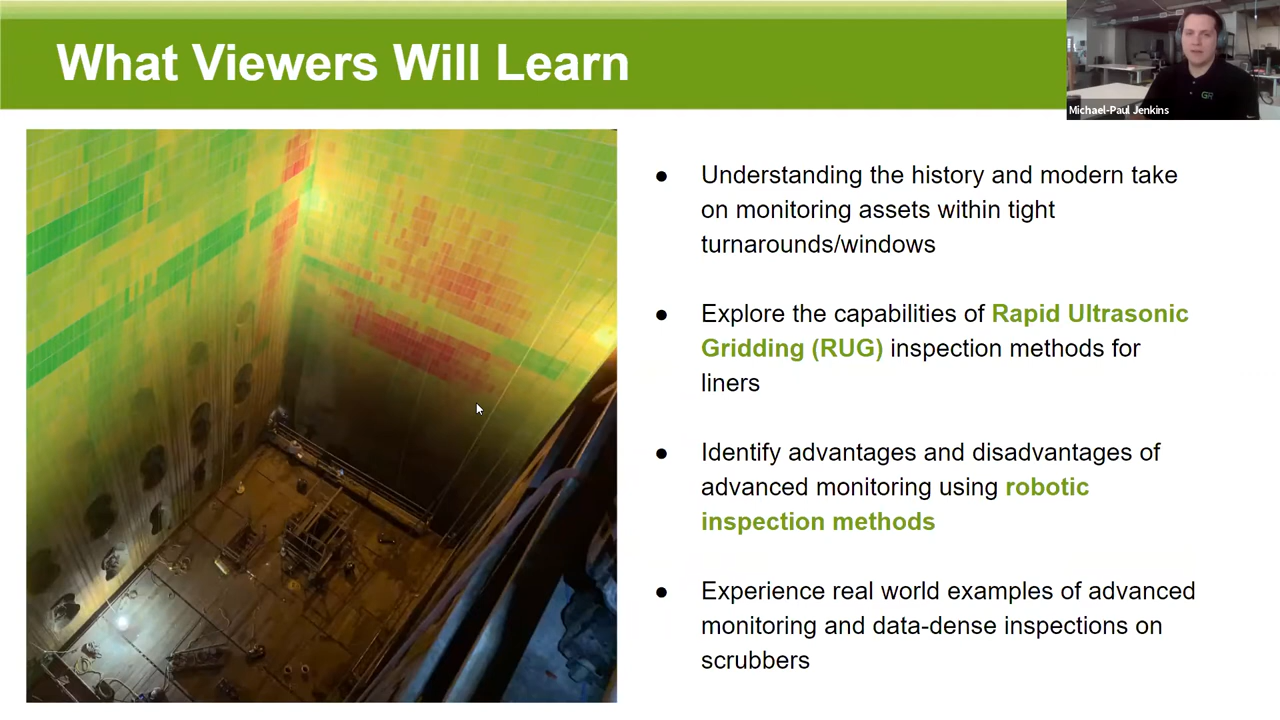 What Viewers Will Learn
GR
Michael-Paul Jenkins
● Understanding the history and modern take
on monitoring assets within tight
turnarounds/windows
● Explore the capabilities of Rapid Ultrasonic
Gridding (RUG) inspection methods for
liners
● Identify advantages and disadvantages of
advanced monitoring using robotic
inspection methods
● Experience real world examples of advanced
monitoring and data-dense inspections on
scrubbers